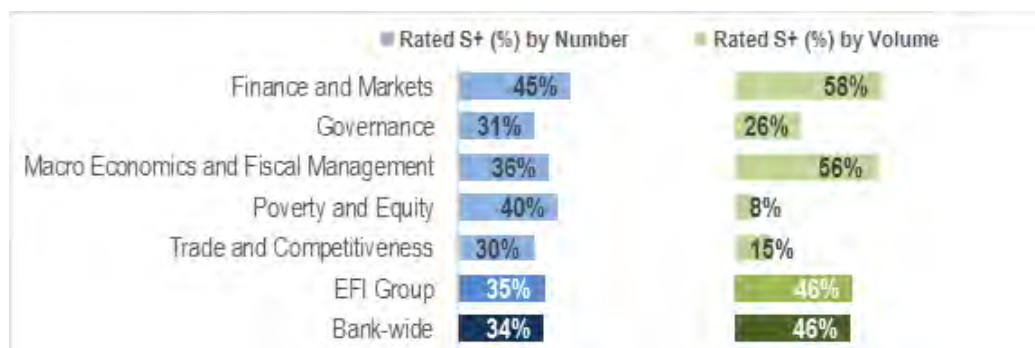 Rated S+ (%) by Number Rated S+ (%) by Volume
Finance and Markets 45% 58%
Governance 31% 26%
Macro Economics and Fiscal Management 36% 56%
Poverty and Equity 40% 8%
Trade and Competitiveness 30% 15%
EFI Group 35% 46%
Bank-wide 34% 46%